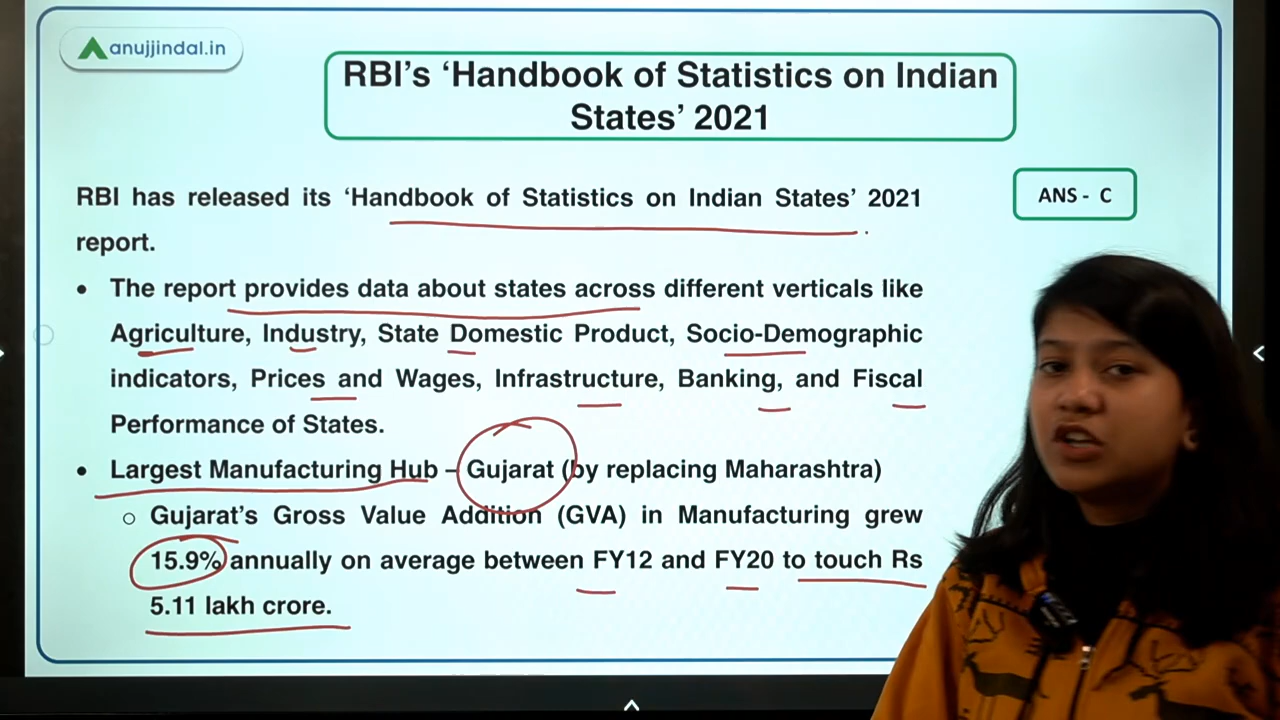 anujjindal.in
RBI’s ‘Handbook of Statistics on Indian
States’ 2021
RBI has released its ‘Handbook of Statistics on Indian States’ 2021
report.
ANS - C
• The report provides data about states across different verticals like
Agriculture, Industry, State Domestic Product, Socio-Demographic
indicators, Prices and Wages, Infrastructure, Banking, and Fiscal
Performance of States.
• Largest Manufacturing Hub – Gujarat (by replacing Maharashtra)
○ Gujarat’s Gross Value Addition (GVA) in Manufacturing grew
15.9% annually on average between FY12 and FY20 to touch Rs
5.11 lakh crore.